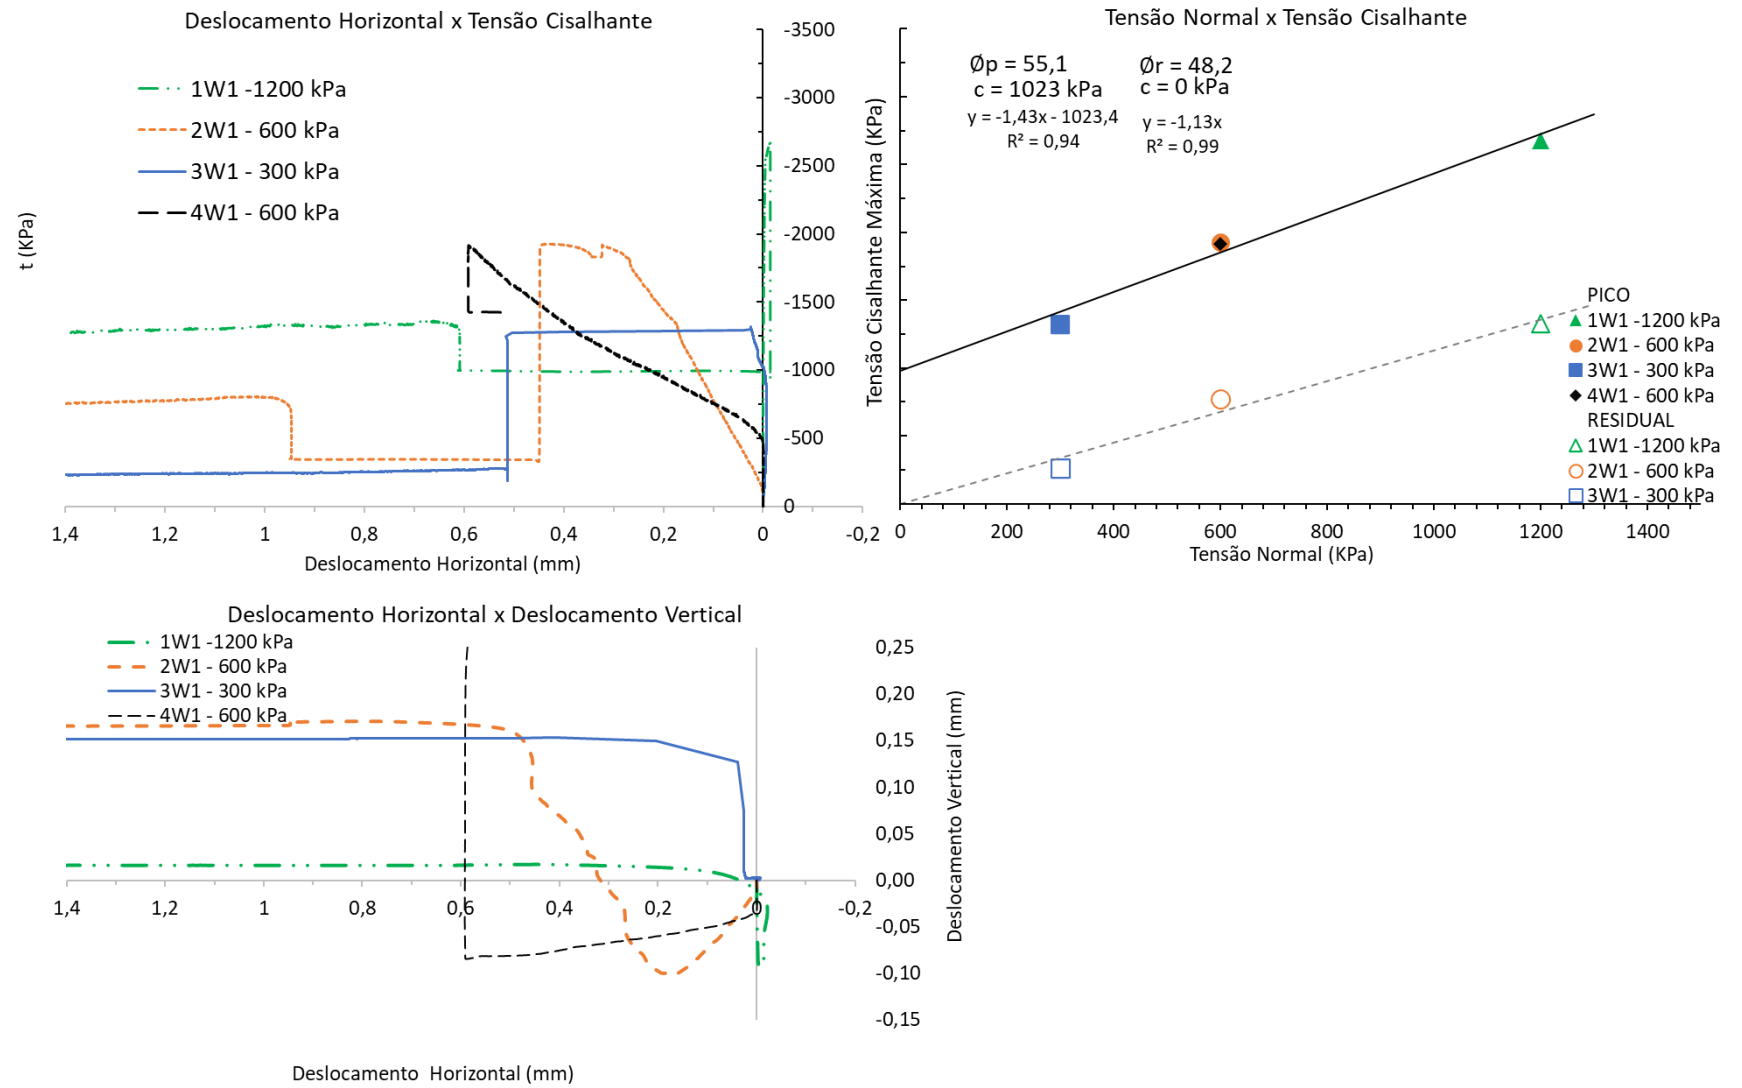 Deslocamento Horizontal x Tensão Cisalhante
1W1 -1200 kPa
2W1 - 600 kPa
3W1 - 300 kPa
4W1 - 600 kPa
t (KPa)
-3500
-3000
-2500
-2000
-1500
-1000
-500
0
1,4
1,2
1
0,8
0,6
0,4
0,2
0
-0,2
Deslocamento Horizontal (mm)
Tensão Normal x Tensão Cisalhante
Øp = 55,1
c = 1023 kPa
y = -1,43x - 1023,4
R² = 0,94
Ør = 48,2
c = 0 kPa
y = -1,13x
R² = 0,99
Tensão Cisalhante Máxima (KPa)
PICO
1W1 -1200 kPa
2W1 - 600 kPa
3W1 - 300 kPa
4W1 - 600 kPa
RESIDUAL
1W1 -1200 kPa
2W1 - 600 kPa
3W1 - 300 kPa
0
200
400
600
800
1000
1200
1400
Tensão Normal (KPa)
Deslocamento Horizontal x Deslocamento Vertical
1W1 -1200 kPa
2W1 - 600 kPa
3W1 - 300 kPa
4W1 - 600 kPa
0,25
0,20
0,15
0,10
0,05
0,00
-0,05
-0,10
-0,15
Deslocamento Vertical (mm)
1,4
1,2
1
0,8
0,6
0,4
0,2
0
-0,2
Deslocamento Horizontal (mm)